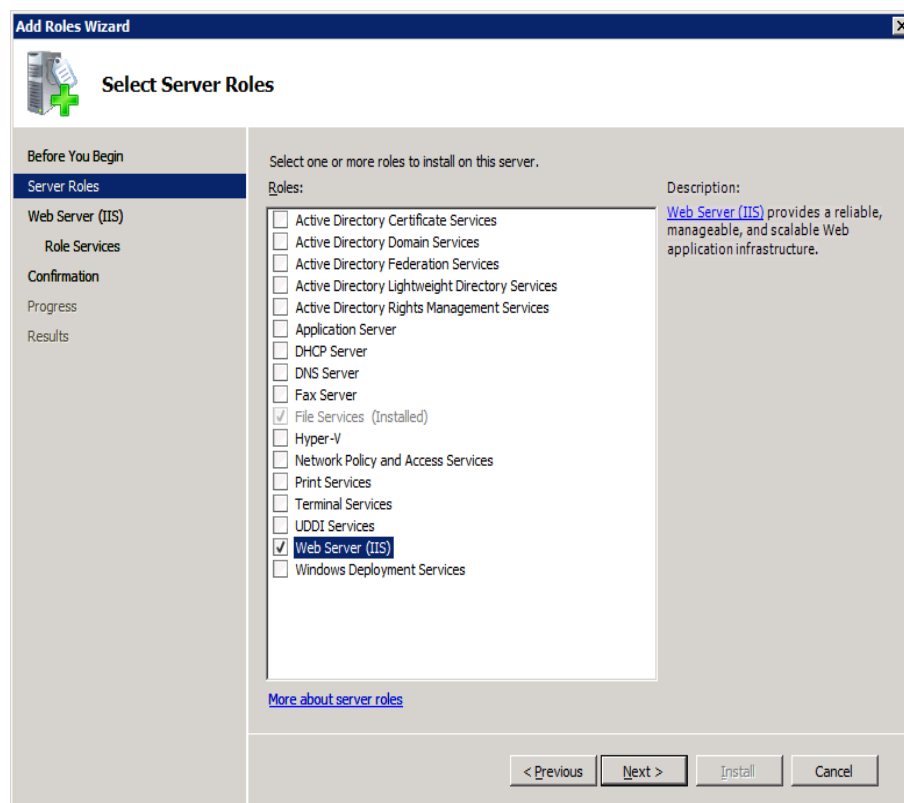 Add Roles Wizard
Select Server Roles
Before You Begin
Server Roles
Web Server (IIS)
Role Services
Confirmation
Progress
Results
Select one or more roles to install on this server.
Roles:
Active Directory Certificate Services
Active Directory Domain Services
Active Directory Federation Services
Active Directory Lightweight Directory Services
Active Directory Rights Management Services
Application Server
DHCP Server
DNS Server
Fax Server
File Services (Installed)
Hyper-V
Network Policy and Access Services
Print Services
Terminal Services
UDDI Services
Web Server (IIS)
Windows Deployment Services
More about server roles
Description:
Web Server (IIS) provides a reliable,
manageable, and scalable Web
application infrastructure.
< Previous
Next >
Install
Cancel